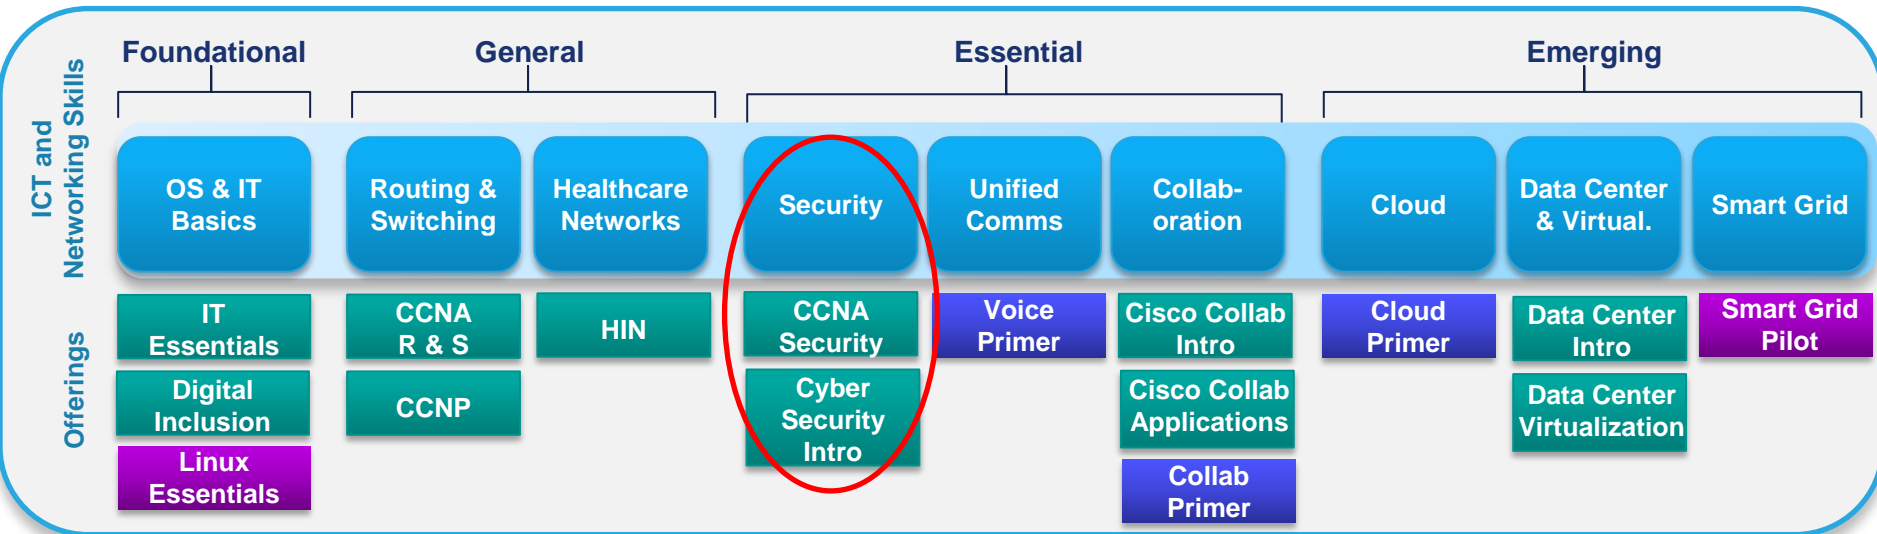 Foundational
General
Essential
Emerging
ICT and
Networking Skills
OS & IT
Basics
Routing &
Switching
Healthcare
Networks
Security
Unified
Comms
Collab-
oration
Cloud
Data Center
& Virtual.
Smart Grid
Offerings
IT
Essentials
Digital
Inclusion
Linux
Essentials
CCNA
R & S
CCNP
HIN
CCNA
Security
Cyber
Security
Intro
Voice
Primer
Cisco Collab
Intro
Cisco Collab
Applications
Collab
Primer
Cloud
Primer
Data Center
Intro
Data Center
Virtualization
Smart Grid
Pilot